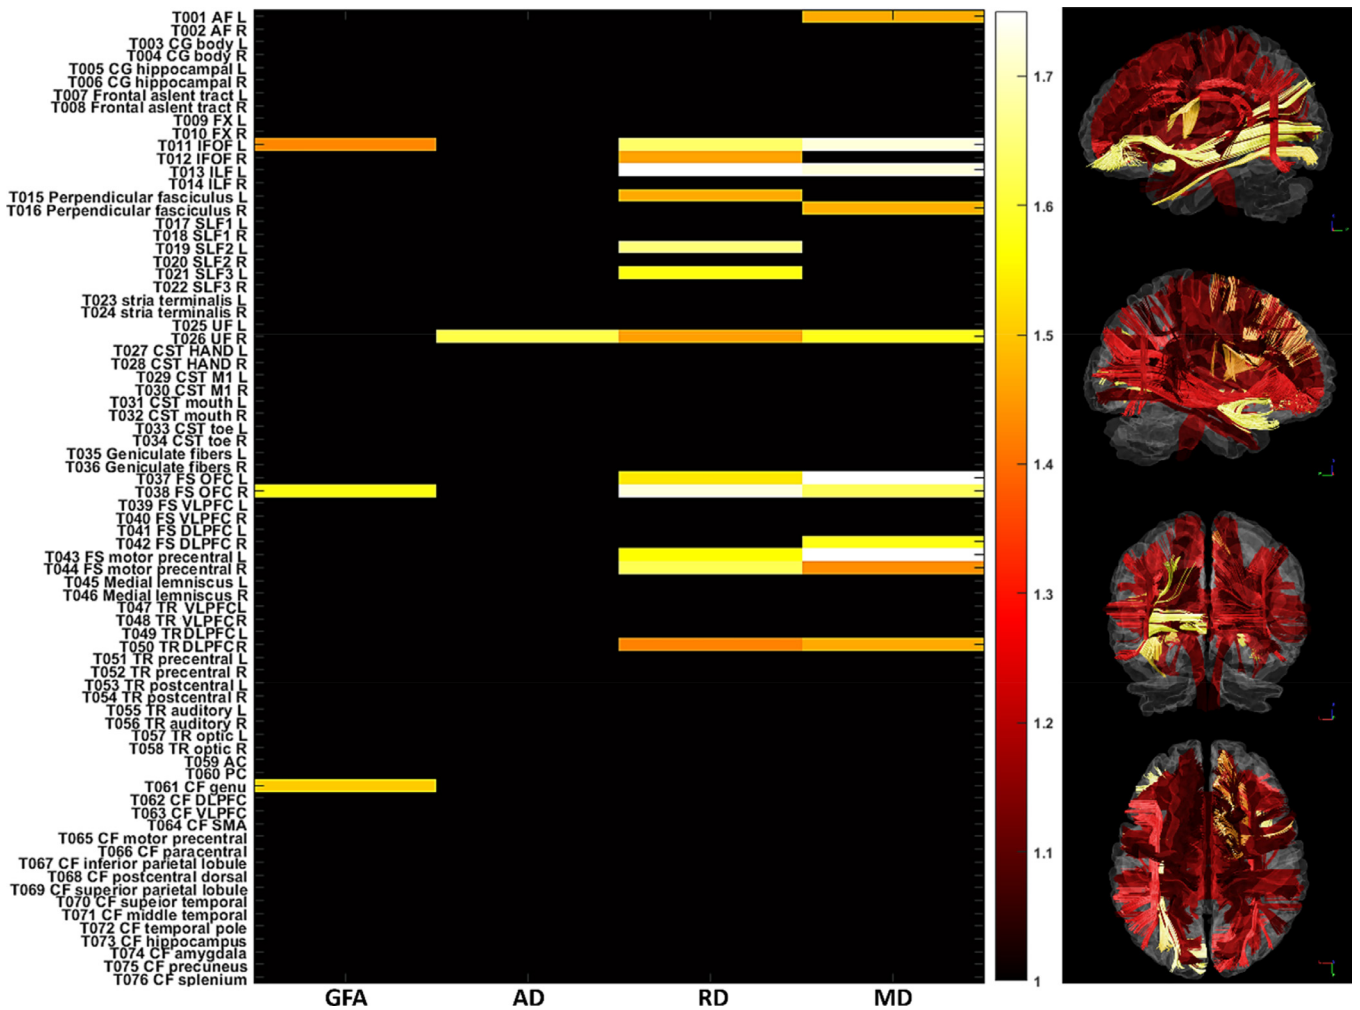 T001 AF L
T002 AF R
T003 CG body L
T004 CG body R
T005 CG hippocampal L
T006 CG hippocampal R
T007 Frontal aslent tract L
T008 Frontal aslent tract R
T009 FX L
T010 FX R
T011 IFOF L
T012 IFOF R
T013 ILF L
T014 ILF R
T015 Perpendicular fasciculus L
T016 Perpendicular fasciculus R
T017 SLF1 L
T018 SLF1 R
T019 SLF2 L
T020 SLF2 R
T021 SLF3 L
T022 SLF3 R
T023 stria terminalis L
T024 stria terminalis R
T025 UF L
T026 UF R
T027 CST HAND L
T028 CST HAND R
T029 CST M1 L
T030 CST M1 R
T031 CST mouth L
T032 CST mouth R
T033 CST toe L
T034 CST toe R
T035 Geniculate fibers L
T036 Geniculate fibers R
T037 FS OFC L
T038 FS OFC R
T039 FS VLPFC L
T040 FS VLPFC R
T041 FS DLPFC L
T042 FS DLPFC R
T043 FS motor precentral L
T044 FS motor precentral R
T045 Medial lemniscus L
T046 Medial lemniscus R
T047 TR VLPFCL
T048 TR VLPFCR
T049 TRDLPFCL
T050 TRDLPFCR
T051 TR precentral L
T052 TR precentral R
T053 TR postcentral L
T054 TR postcentral R
T055 TR auditory L
T056 TR auditory R
T057 TR optic L
T058 TR optic R
T059 AC
T060 PC
T061 CF genu
T062 CF DLPFC
T063 CF VLPFC
T064 CF SMA
T065 CF motor precentral
T066 CF paracentral
T067 CF inferior parietal lobule
T068 CF postcentral dorsal
T069 CF superior parietal lobule
T070 CF supeior temporal
T071 CF middle temporal
T072 CF temporal pole
T073 CF hippocampus
T074 CF amygdala
T075 CF precuneus
T076 CF splenium
GFA AD RD MD
1.7
1.6
1.5
1.4
1.3
1.2
1.1
1